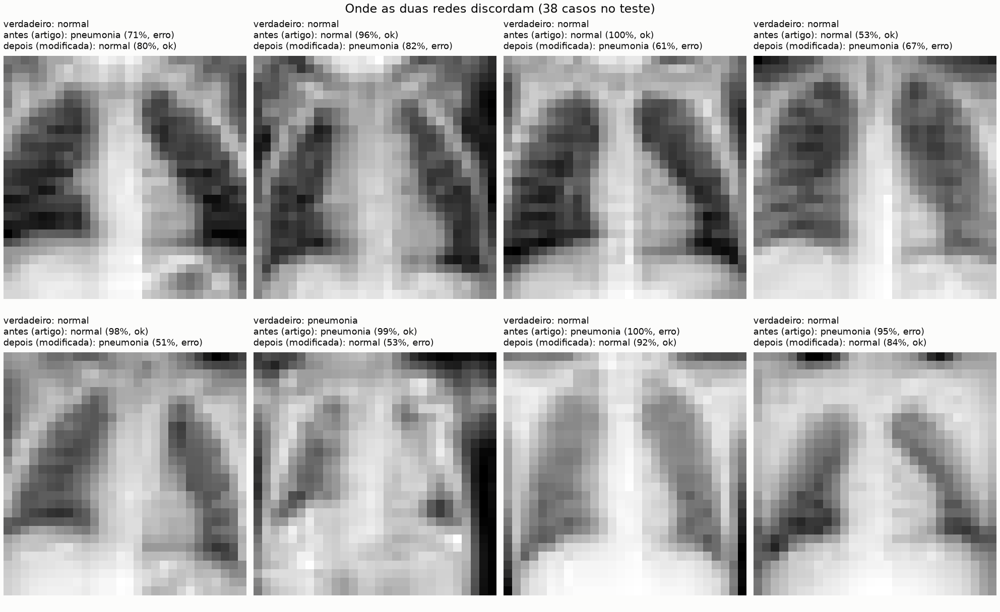 Onde as duas redes discordam (38 casos no teste)
verdadeiro: normal
antes (artigo): pneumonia (71%, erro)
depois (modificada): normal (80%, ok)
verdadeiro: normal
antes (artigo): normal (96%, ok)
depois (modificada): pneumonia (82%, erro)
verdadeiro: normal
antes (artigo): normal (100%, ok)
depois (modificada): pneumonia (61%, erro)
verdadeiro: normal
antes (artigo): normal (53%, ok)
depois (modificada): pneumonia (67%, erro)
verdadeiro: normal
antes (artigo): normal (98%, ok)
depois (modificada): pneumonia (51%, erro)
verdadeiro: pneumonia
antes (artigo): pneumonia (99%, ok)
depois (modificada): normal (53%, erro)
verdadeiro: normal
antes (artigo): pneumonia (100%, erro)
depois (modificada): normal (92%, ok)
verdadeiro: normal
antes (artigo): pneumonia (95%, erro)
depois (modificada): normal (84%, ok)